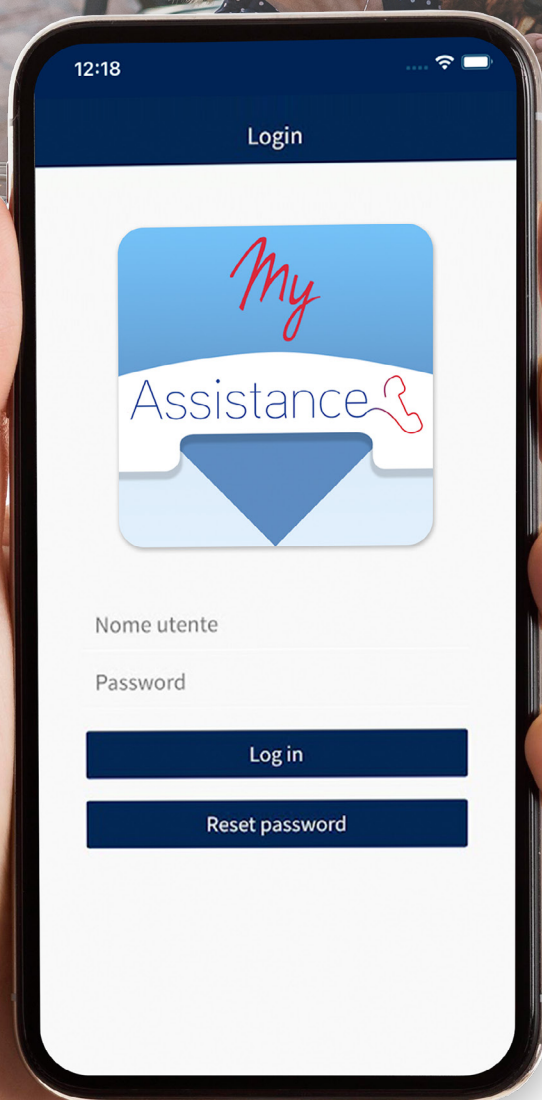 12:18
Login
My
Assistance
Nome utente
Password
Log in
Reset password